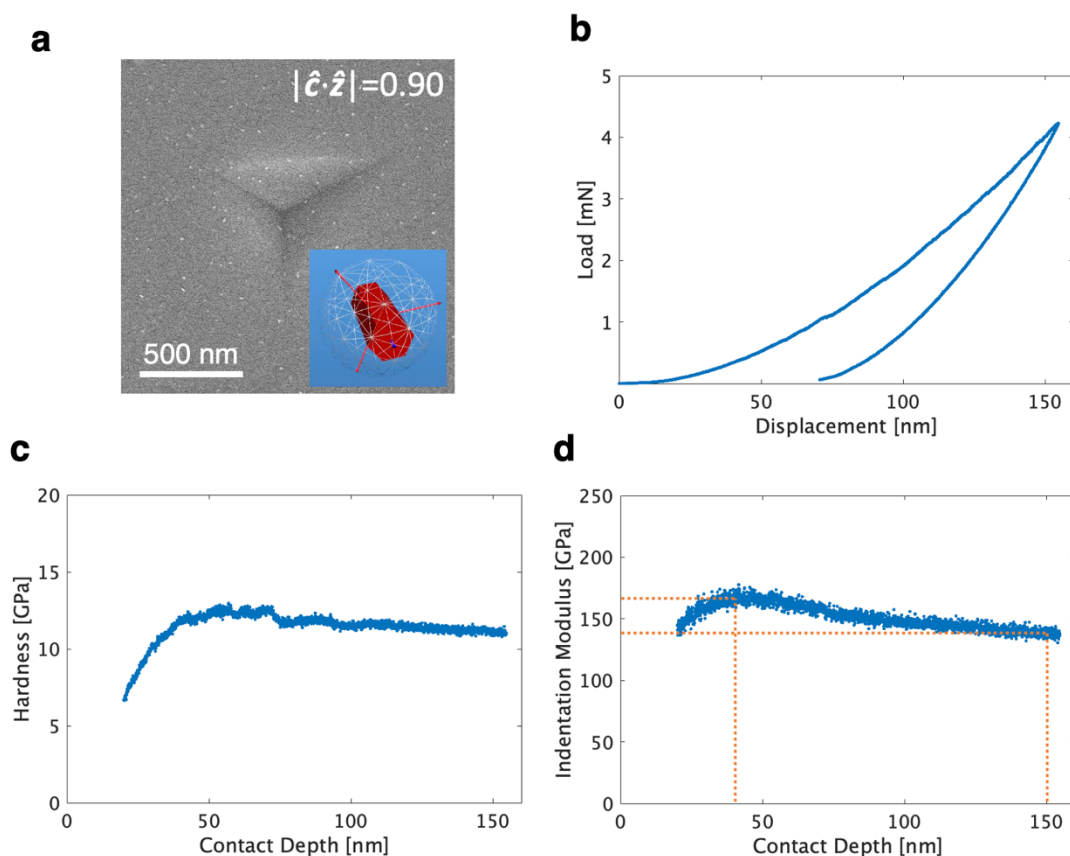 a
|ĉ·ẑ|=0.90
500 nm
b
5
4
3
2
1
0 50 100 150
Load [mN]
Displacement [nm]
c
20
15
10
5
0
0 50 100 150
Hardness [GPa]
Contact Depth [nm]
d
250
200
150
100
50
0
0 50 100 150
Indentation Modulus [GPa]
Contact Depth [nm]